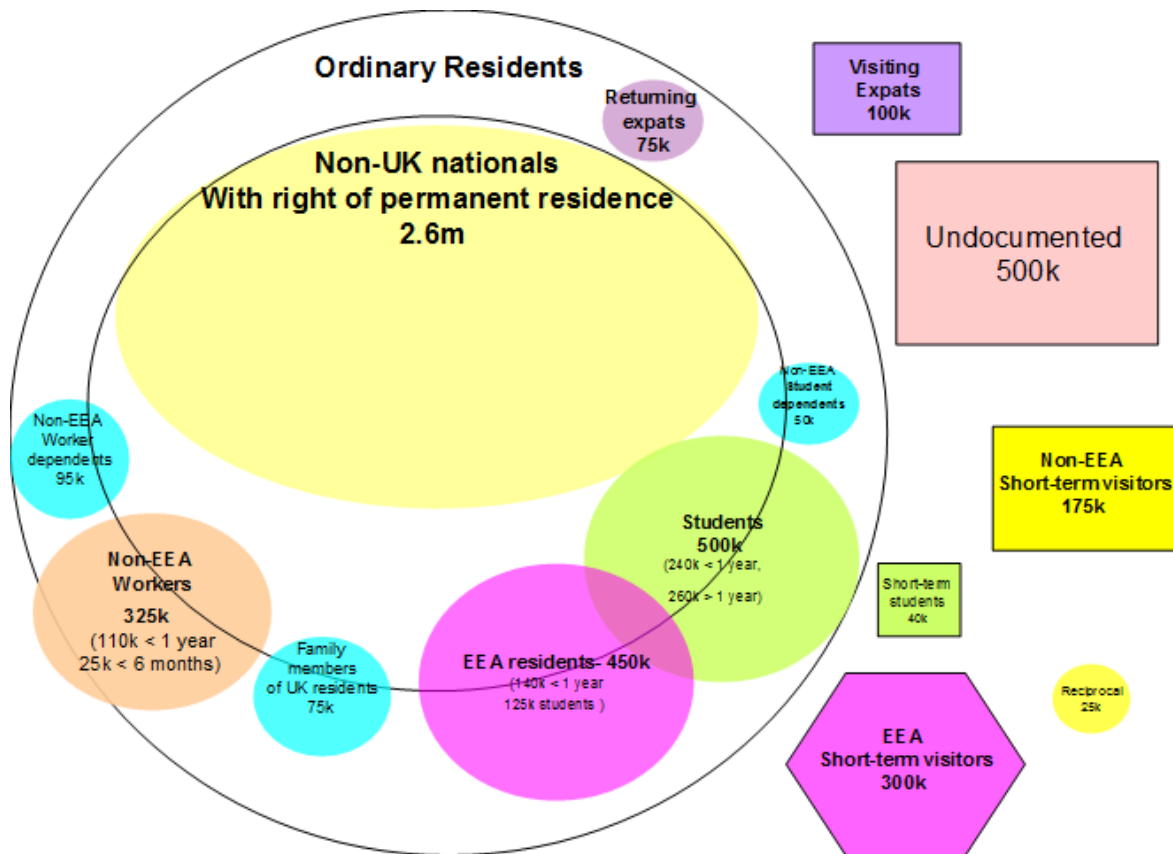 Ordinary Residents
Returning
expats
75k
Visiting
Expats
100k
Non-UK nationals
With right of permanent residence
2.6m
Undocumented
500k
Non-EEA
Student
dependents
50k
Non-EEA
Worker
dependents
95k
Non-EEA
Short-term visitors
175k
Students
500k
(240k < 1 year,
260k > 1 year)
Non-EEA
Workers
325k
(110k < 1 year
25k < 6 months)
Short-term
students
40k
Family
members
of UK residents
75k
EEA residents- 450k
(140k < 1 year
125k students )
Reciprocal
25k
EEA
Short-term visitors
300k